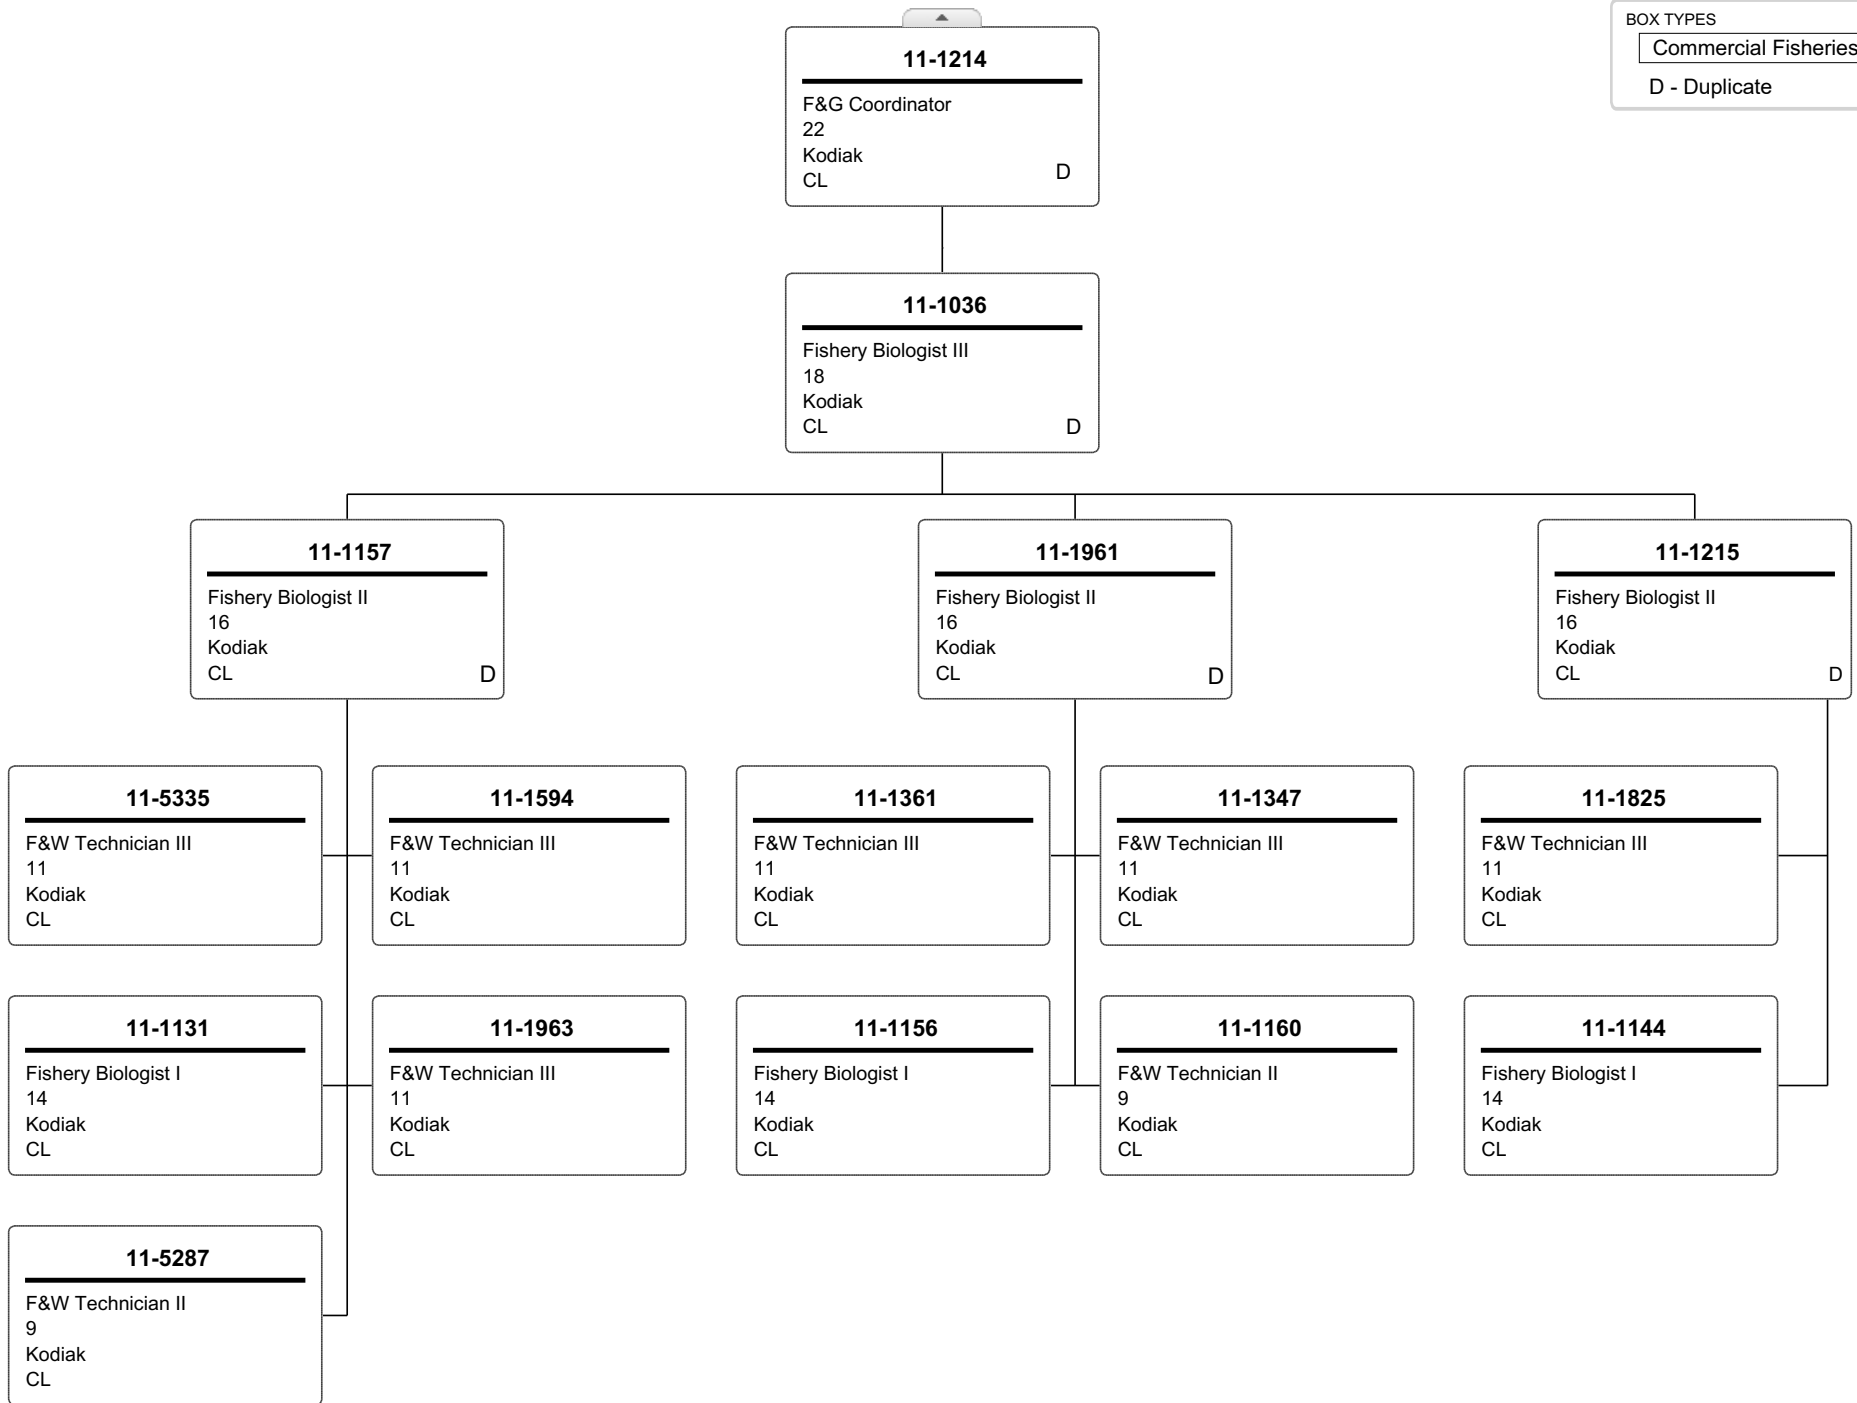 BOX TYPES
Commercial Fisheries
D - Duplicate
11-1214
F&G Coordinator
22
Kodiak
CL
D
11-1036
Fishery Biologist III
18
Kodiak
CL
D
11-1157
Fishery Biologist II
16
Kodiak
CL
D
11-1961
Fishery Biologist II
16
Kodiak
CL
D
11-1215
Fishery Biologist II
16
Kodiak
CL
D
11-5335
F&W Technician III
11
Kodiak
CL
11-1594
F&W Technician III
11
Kodiak
CL
11-1361
F&W Technician III
11
Kodiak
CL
11-1347
F&W Technician III
11
Kodiak
CL
11-1825
F&W Technician III
11
Kodiak
CL
11-1131
Fishery Biologist I
14
Kodiak
CL
11-1963
F&W Technician III
11
Kodiak
CL
11-1156
Fishery Biologist I
14
Kodiak
CL
11-1160
F&W Technician II
9
Kodiak
CL
11-1144
Fishery Biologist I
14
Kodiak
CL
11-5287
F&W Technician II
9
Kodiak
CL